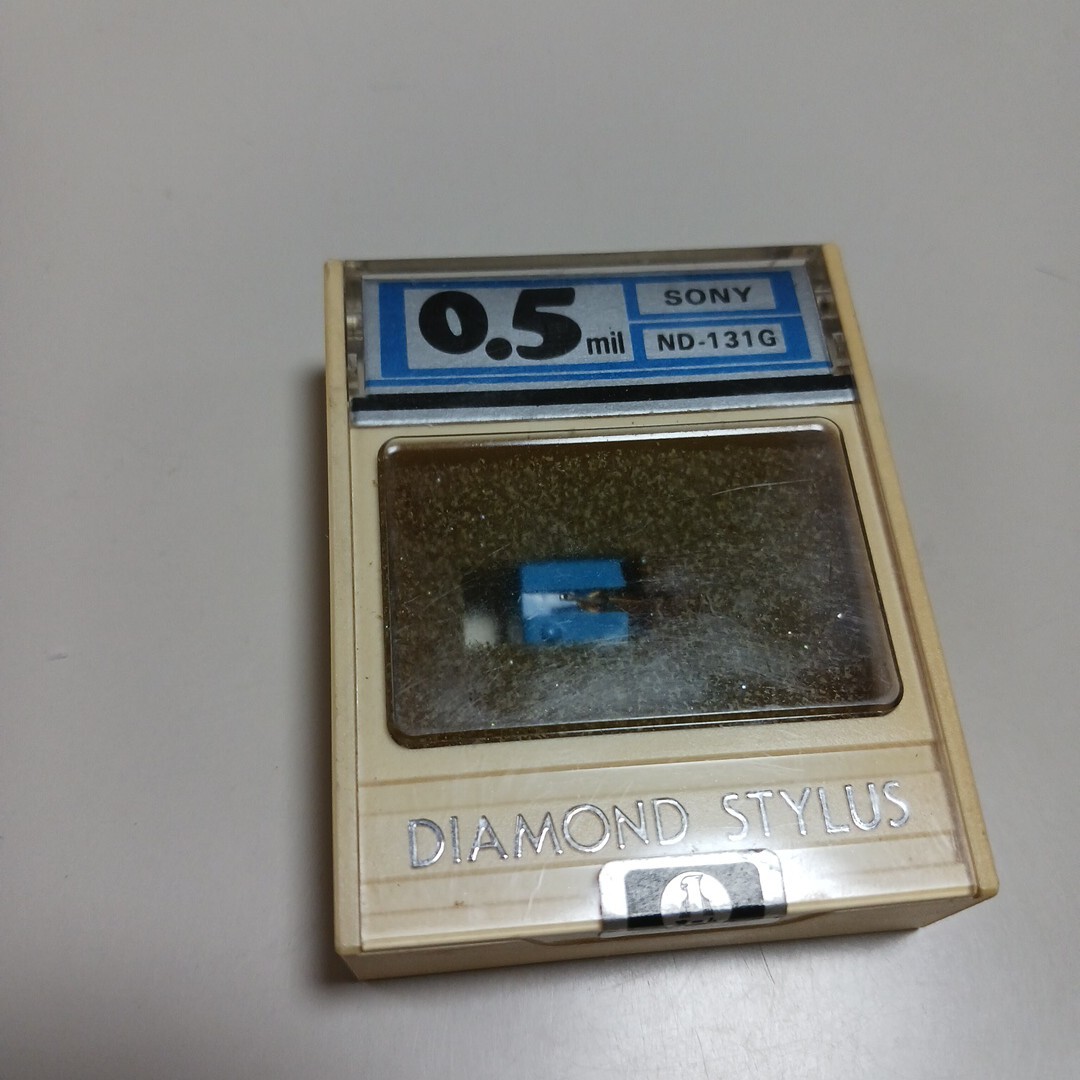 0.5 mil
SONY
ND-131G
DIAMOND STYLUS